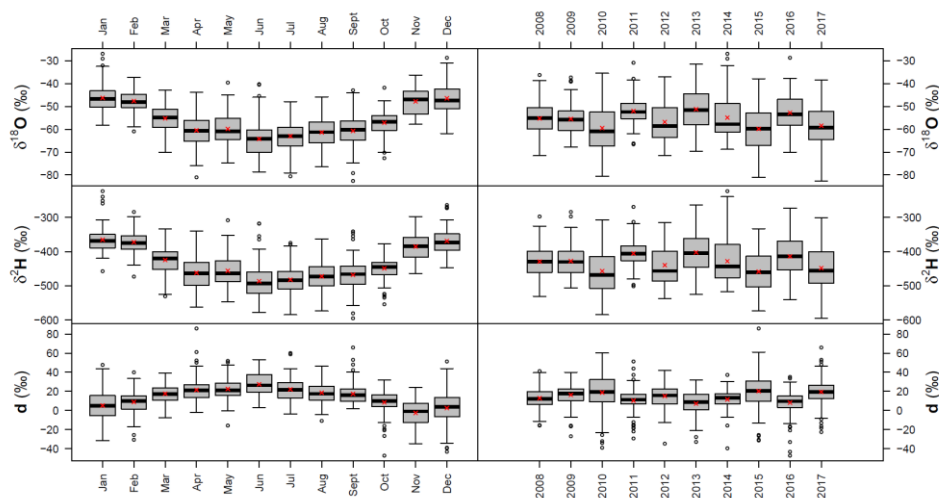 Jan Feb Mar Apr May Jun Jul Aug Sept Oct Nov Dec
2008 2009 2010 2011 2012 2013 2014 2015 2016 2017
−30 −40 −50 −60 −70 −80
δ18O (‰)
−30 −40 −50 −60 −70 −80
δ18O (‰)
−300 −400 −500 −600
δ2H (‰)
−300 −400 −500 −600
δ2H (‰)
80 60 40 20 0 −20 −40
d (‰)
80 60 40 20 0 −20 −40
d (‰)
Jan Feb Mar Apr May Jun Jul Aug Sept Oct Nov Dec
2008 2009 2010 2011 2012 2013 2014 2015 2016 2017